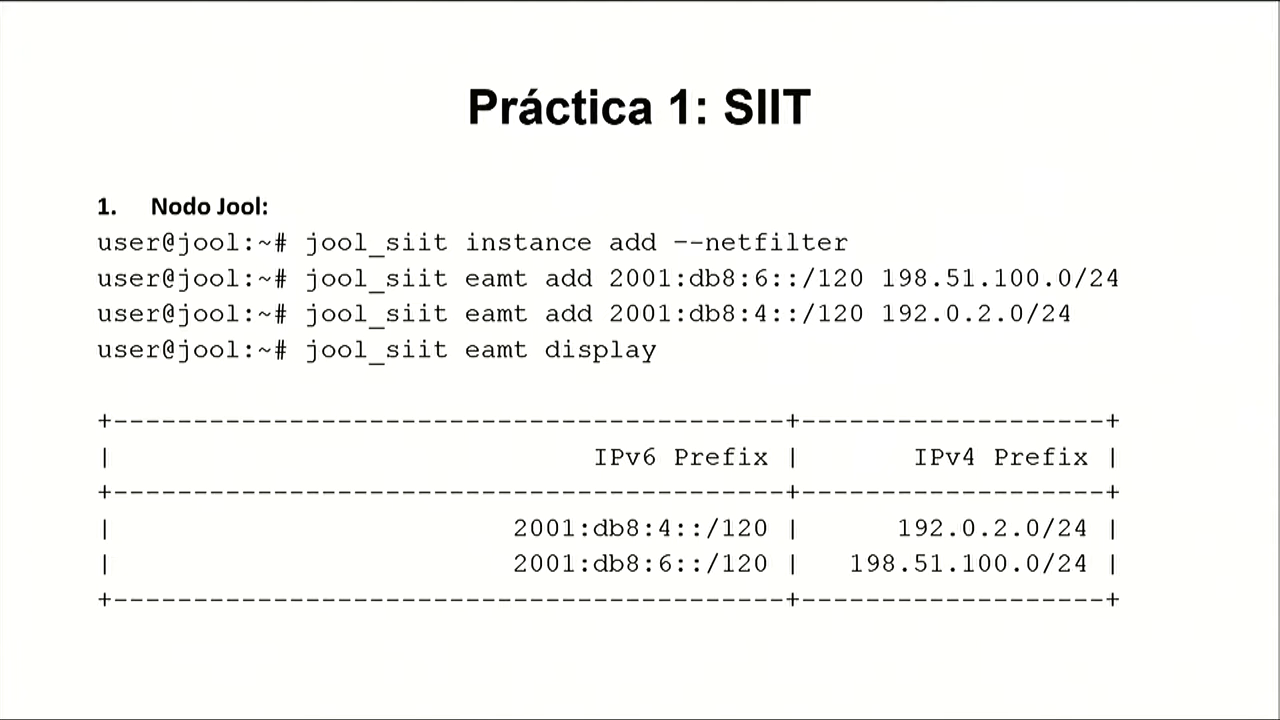 Práctica 1: SIIT
1. Nodo Jool:
user@jool:~# jool_siit instance add --netfilter
user@jool:~# jool_siit eamt add 2001:db8:6::/120 198.51.100.0/24
user@jool:~# jool_siit eamt add 2001:db8:4::/120 192.0.2.0/24
user@jool:~# jool_siit eamt display
+------------------------------------------+-------------------+
| IPv6 Prefix | IPv4 Prefix |
+------------------------------------------+-------------------+
| 2001:db8:4::/120 | 192.0.2.0/24 |
| 2001:db8:6::/120 | 198.51.100.0/24 |
+------------------------------------------+-------------------+